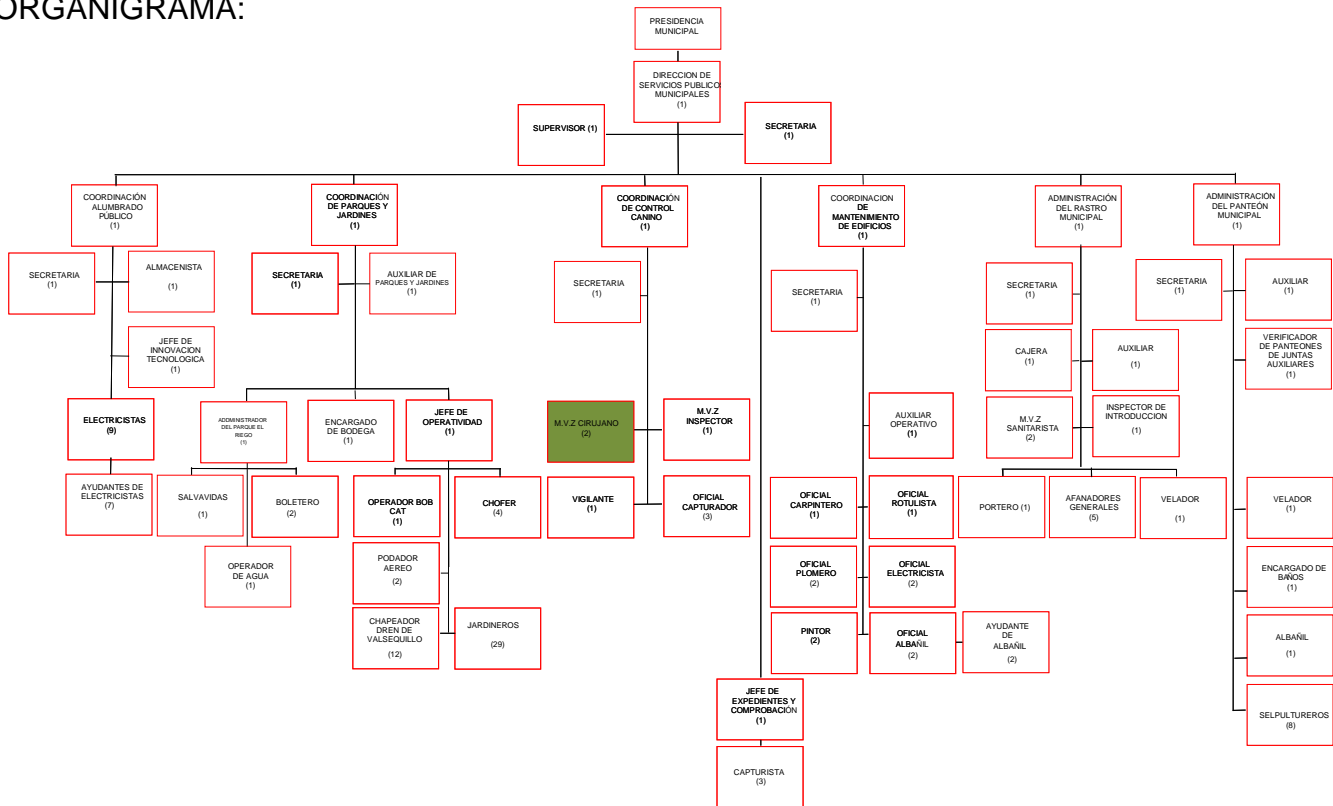 ORGANIGRAMA:
PRESIDENCIA
MUNICIPAL
DIRECCION DE
SERVICIOS PUBLICO
MUNICIPALES
(1)
SUPERVISOR (1)
SECRETARIA
(1)
COORDINACIÓN
ALUMBRADO
PÚBLICO
(1)
SECRETARIA
(1)
ALMACENISTA
(1)
JEFE DE
INNOVACION
TECNOLOGICA
(1)
ELECTRICISTAS
(9)
AYUDANTES DE
ELECTRICISTAS
(7)
COORDINACIÓN
DE PARQUES Y
JARDINES
(1)
SECRETARIA
(1)
AUXILIAR DE
PARQUES Y JARDINES
(1)
ADDMINISTRADOR
DEL PARQUE EL
RIEGO
(1)
SALVAVIDAS
(1)
BOLETERO
(2)
OPERADOR
DE AGUA
(1)
ENCARGADO
DE BODEGA
(1)
JEFE DE
OPERATIVIDAD
(1)
OPERADOR BOB
CAT
(1)
CHOFER
(4)
PODADOR
AEREO
(2)
CHAPEADOR
DREN DE
VALSEQUILLO
(12)
JARDINEROS
(29)
COORDINACIÓN
DE CONTROL
CANINO
(1)
SECRETARIA
(1)
M.V.Z CIRUJANO
(2)
M.V.Z
INSPECTOR
(1)
VIGILANTE
(1)
OFICIAL
CAPTURADOR
(3)
JEFE DE
EXPEDIENTES Y
COMPROBACIÓN
(1)
CAPTURISTA
(3)
COORDINACION
DE
MANTENIMIENTO
DE EDIFICIOS
(1)
SECRETARIA
(1)
AUXILIAR
OPERATIVO
(1)
OFICIAL
CARPINTERO
(1)
OFICIAL
ROTULISTA
(1)
OFICIAL
PLOMERO
(2)
OFICIAL
ELECTRICISTA
(2)
PINTOR
(2)
OFICIAL
ALBAÑIL
(2)
AYUDANTE
DE
ALBAÑIL
(2)
ADMINISTRACIÓN
DEL RASTRO
MUNICIPAL
(1)
SECRETARIA
(1)
CAJERA
(1)
AUXILIAR
(1)
M.V.Z
SANITARISTA
(2)
INSPECTOR DE
INTRODUCCION
(1)
PORTERO (1)
AFANADORES
GENERALES
(5)
VELADOR
(1)
ADMINISTRACIÓN
DEL PANTEÓN
MUNICIPAL
(1)
SECRETARIA
(1)
AUXILIAR
(1)
VERIFICADOR
DE PANTEONES
DE JUNTAS
AUXILIARES
(1)
VELADOR
(1)
ENCARGADO DE
BAÑOS
(1)
ALBAÑIL
(1)
SELPULTUREROS
(8)